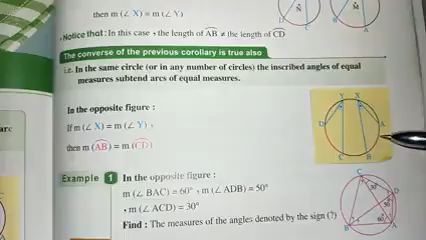 then m (∠ X) = m (∠ Y)
D
N
B
M
A
• Notice that : In this case , the length of AB ≠ the length of CD
The converse of the previous corollary is true also
i.e. In the same circle (or in any number of circles) the inscribed angles of equal
measures subtend arcs of equal measures.
arc
In the opposite figure :
If m (∠ X) = m (∠ Y) ,
then m (AB) = m (CD)
Y X
D A
C B
Example 1 In the opposite figure :
m (∠ BAC) = 60° , m (∠ ADB) = 50°
, m (∠ ACD) = 30°
Find : The measures of the angles denoted by the sign (?)
C
30°
D
50°
60°
B
A